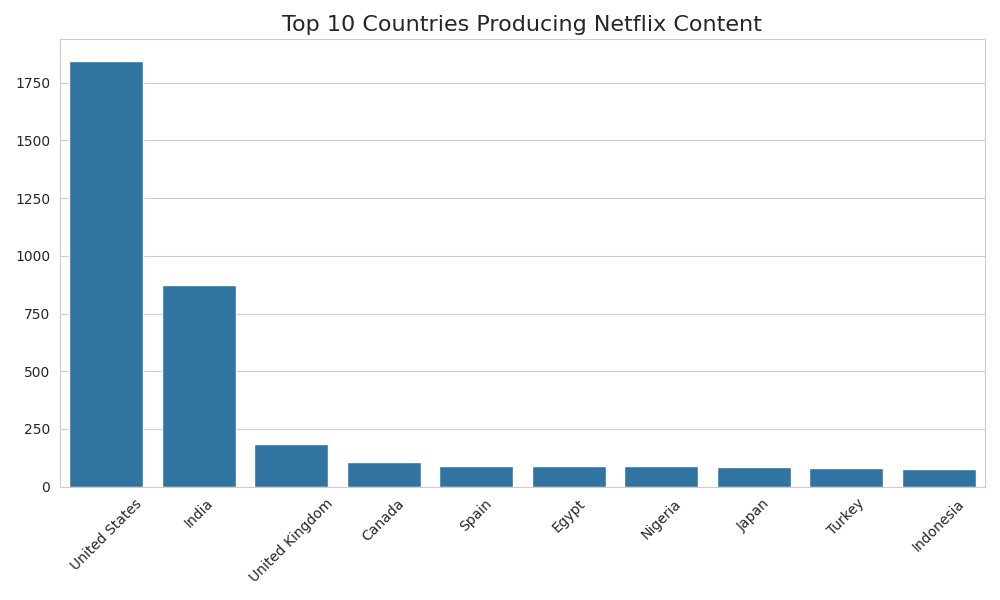 Top 10 Countries Producing Netflix Content
1750
1500
1250
1000
750
500
250
0
United States
India
United Kingdom
Canada
Spain
Egypt
Nigeria
Japan
Turkey
Indonesia